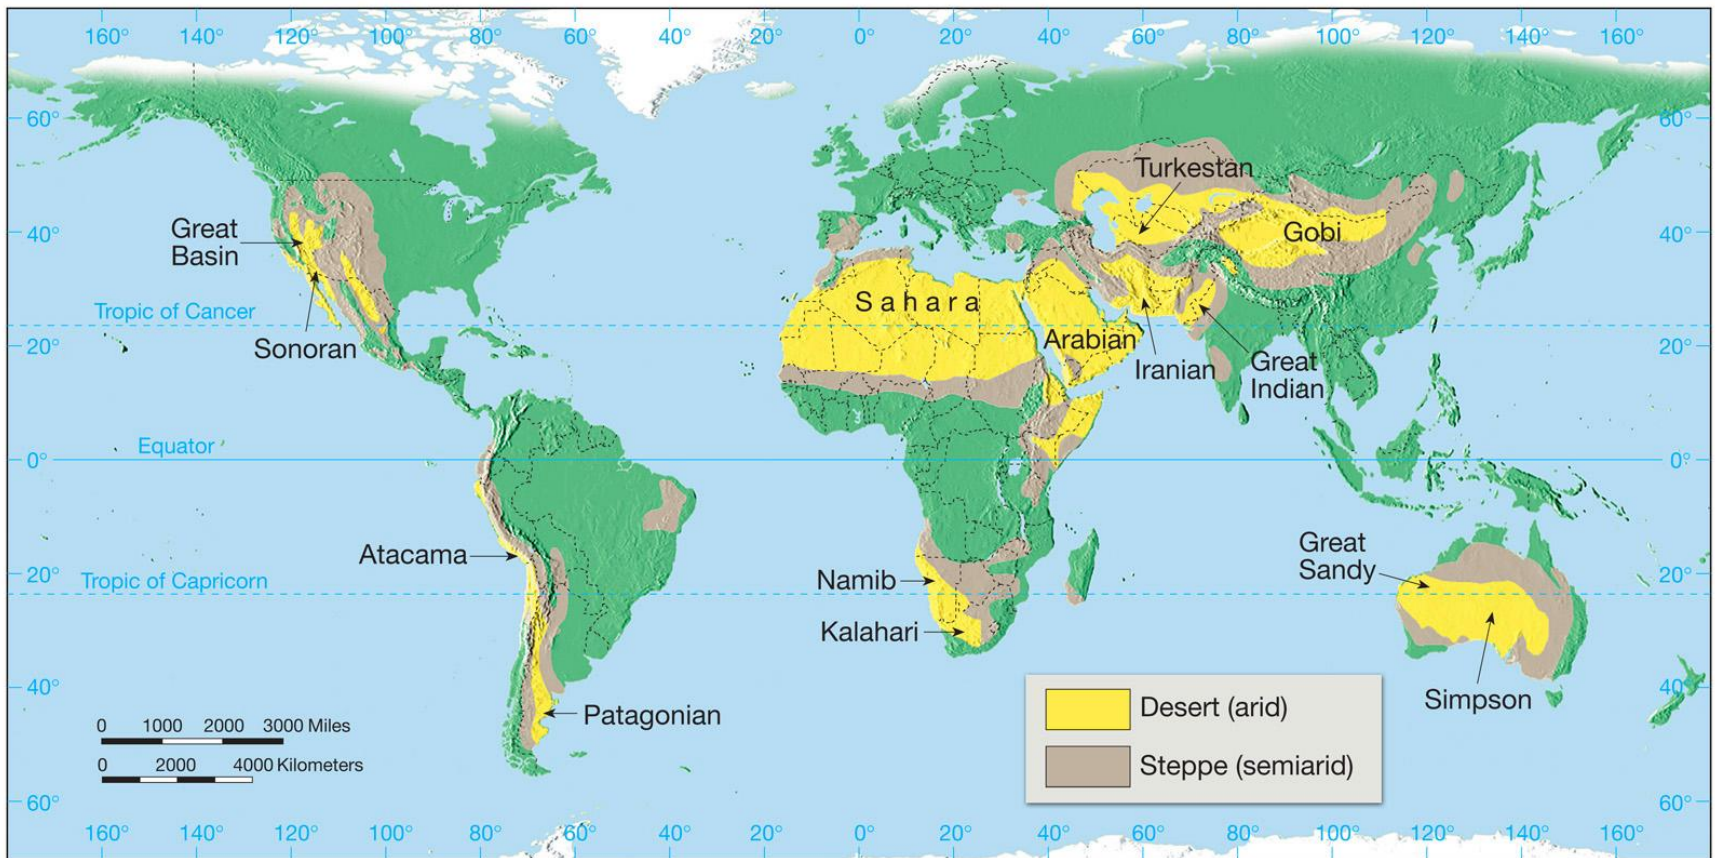 160° 140° 120° 100° 80° 60° 40° 20° 0° 20° 40° 60° 80° 100° 120° 140° 160°
60° 60°
Turkestan
Great
Basin
40° Gobi 40°
Sahara
Tropic of Cancer
Sonoran
Arabian
20° 20°
Iranian
Great
Indian
Equator
0° 0°
Atacama
Great
Sandy
Tropic of Capricorn
Namib
20° 20°
Kalahari
40° 40°
Simpson
Patagonian
Desert (arid)
Steppe (semiarid)
0 1000 2000 3000 Miles
0 2000 4000 Kilometers
60° 60°
160° 140° 120° 100° 80° 60° 40° 20° 0° 20° 40° 60° 80° 100° 120° 140° 160°